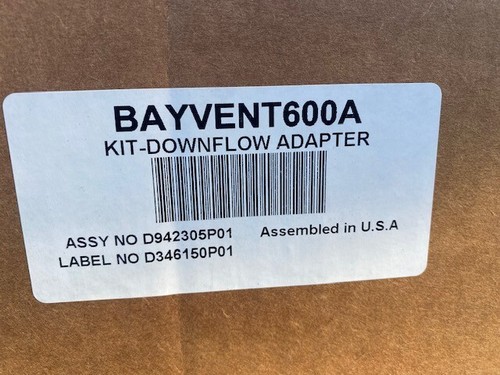 BAYVENT600A
KIT-DOWNFLOW ADAPTER
ASSY NO D942305P01 Assembled in U.S.A
LABEL NO D346150P01